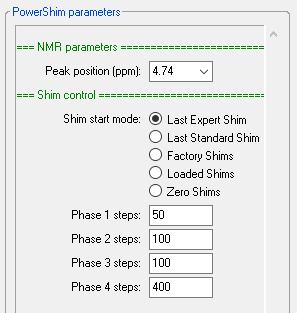 PowerShim parameters
=== NMR parameters ========================
Peak position (ppm): 4.74
=== Shim control ============================
Shim start mode: Last Expert Shim
Last Standard Shim
Factory Shims
Loaded Shims
Zero Shims
Phase 1 steps: 50
Phase 2 steps: 100
Phase 3 steps: 100
Phase 4 steps: 400